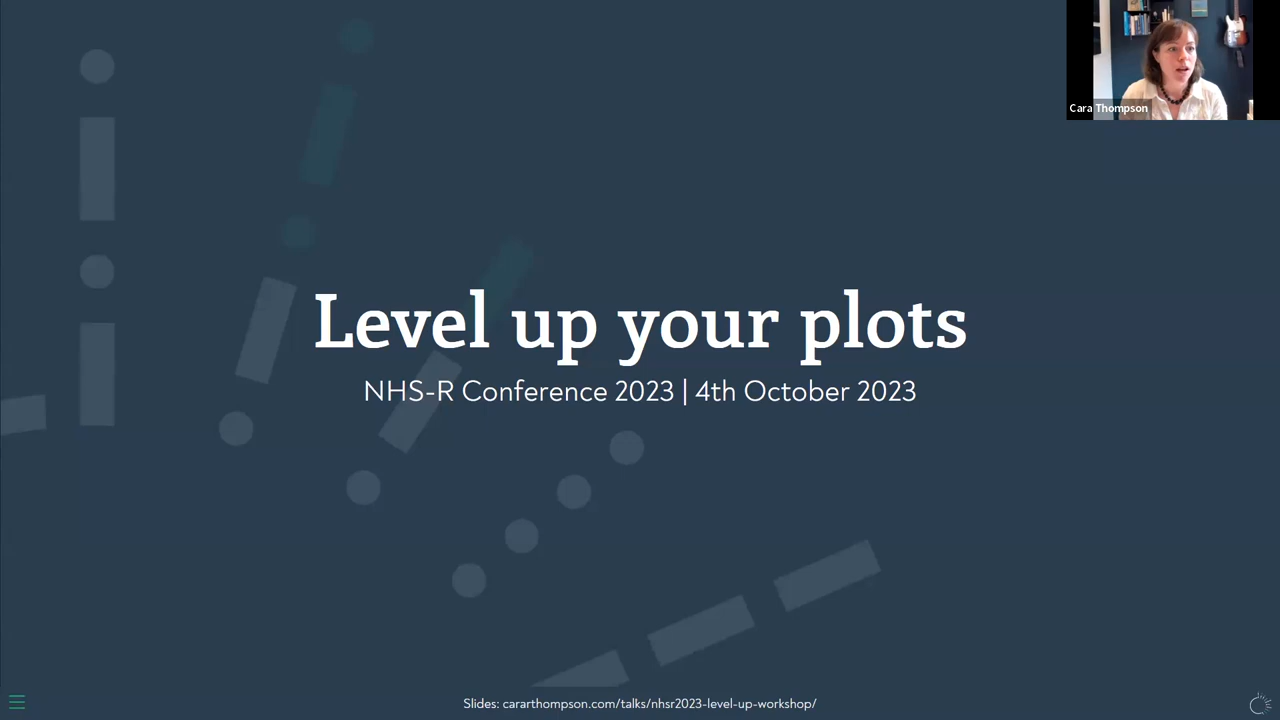 Cara Thompson
Level up your plots
NHS-R Conference 2023 | 4th October 2023
Slides: cararthompson.com/talks/nhsr2023-level-up-workshop/